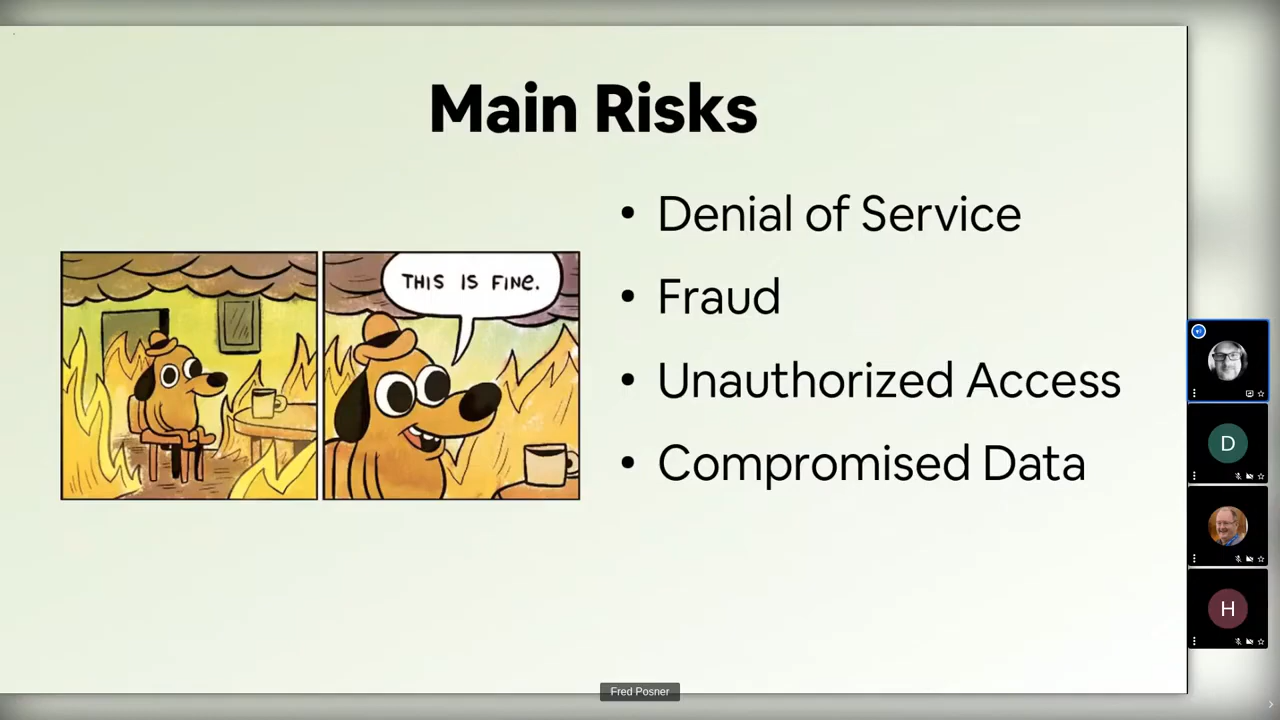 Main Risks
THIS IS FINE.
• Denial of Service
• Fraud
• Unauthorized Access
• Compromised Data
D
H
Fred Posner